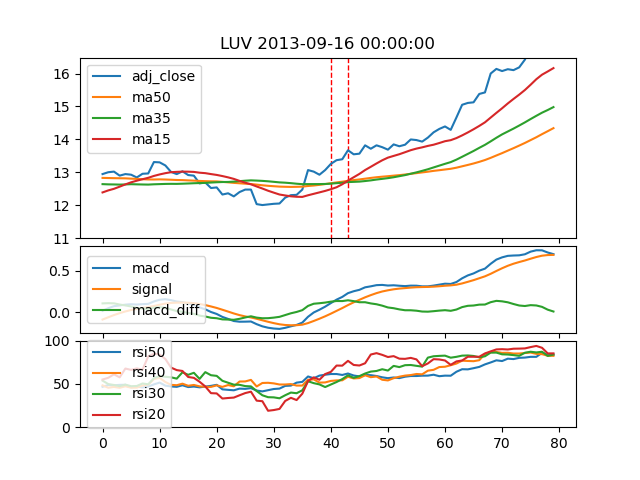 LUV 2013-09-16 00:00:00
16
15
14
13
12
11
adj_close
ma50
ma35
ma15
0.5
0.0
macd
signal
macd_diff
100
50
0
rsi50
rsi40
rsi30
rsi20
0 10 20 30 40 50 60 70 80